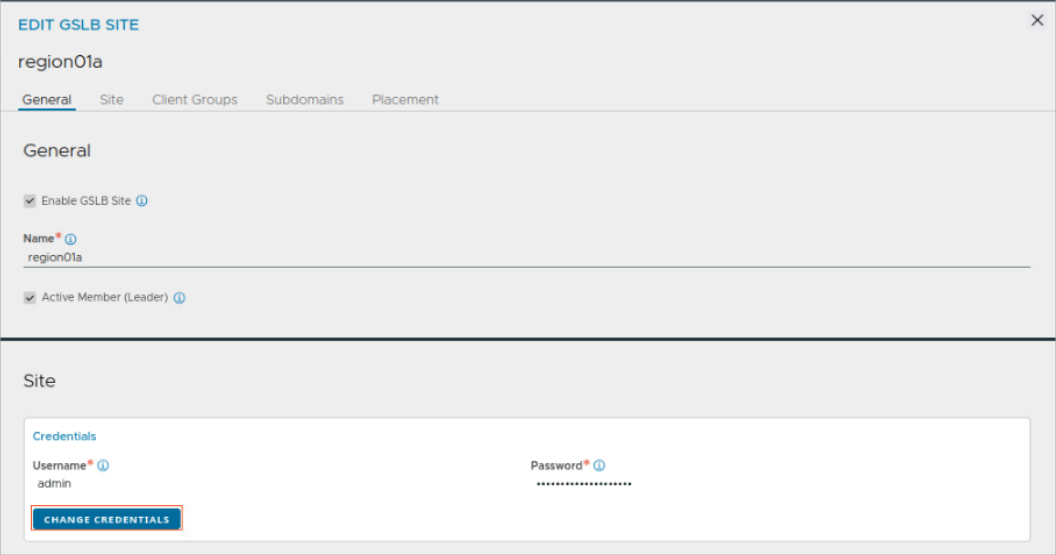 EDIT GSLB SITE
region01a
General Site Client Groups Subdomains Placement
General
Enable GSLB Site
Name*
region01a
Active Member (Leader)
Site
Credentials
Username* Password*
admin ••••••••••••••••••••
CHANGE CREDENTIALS